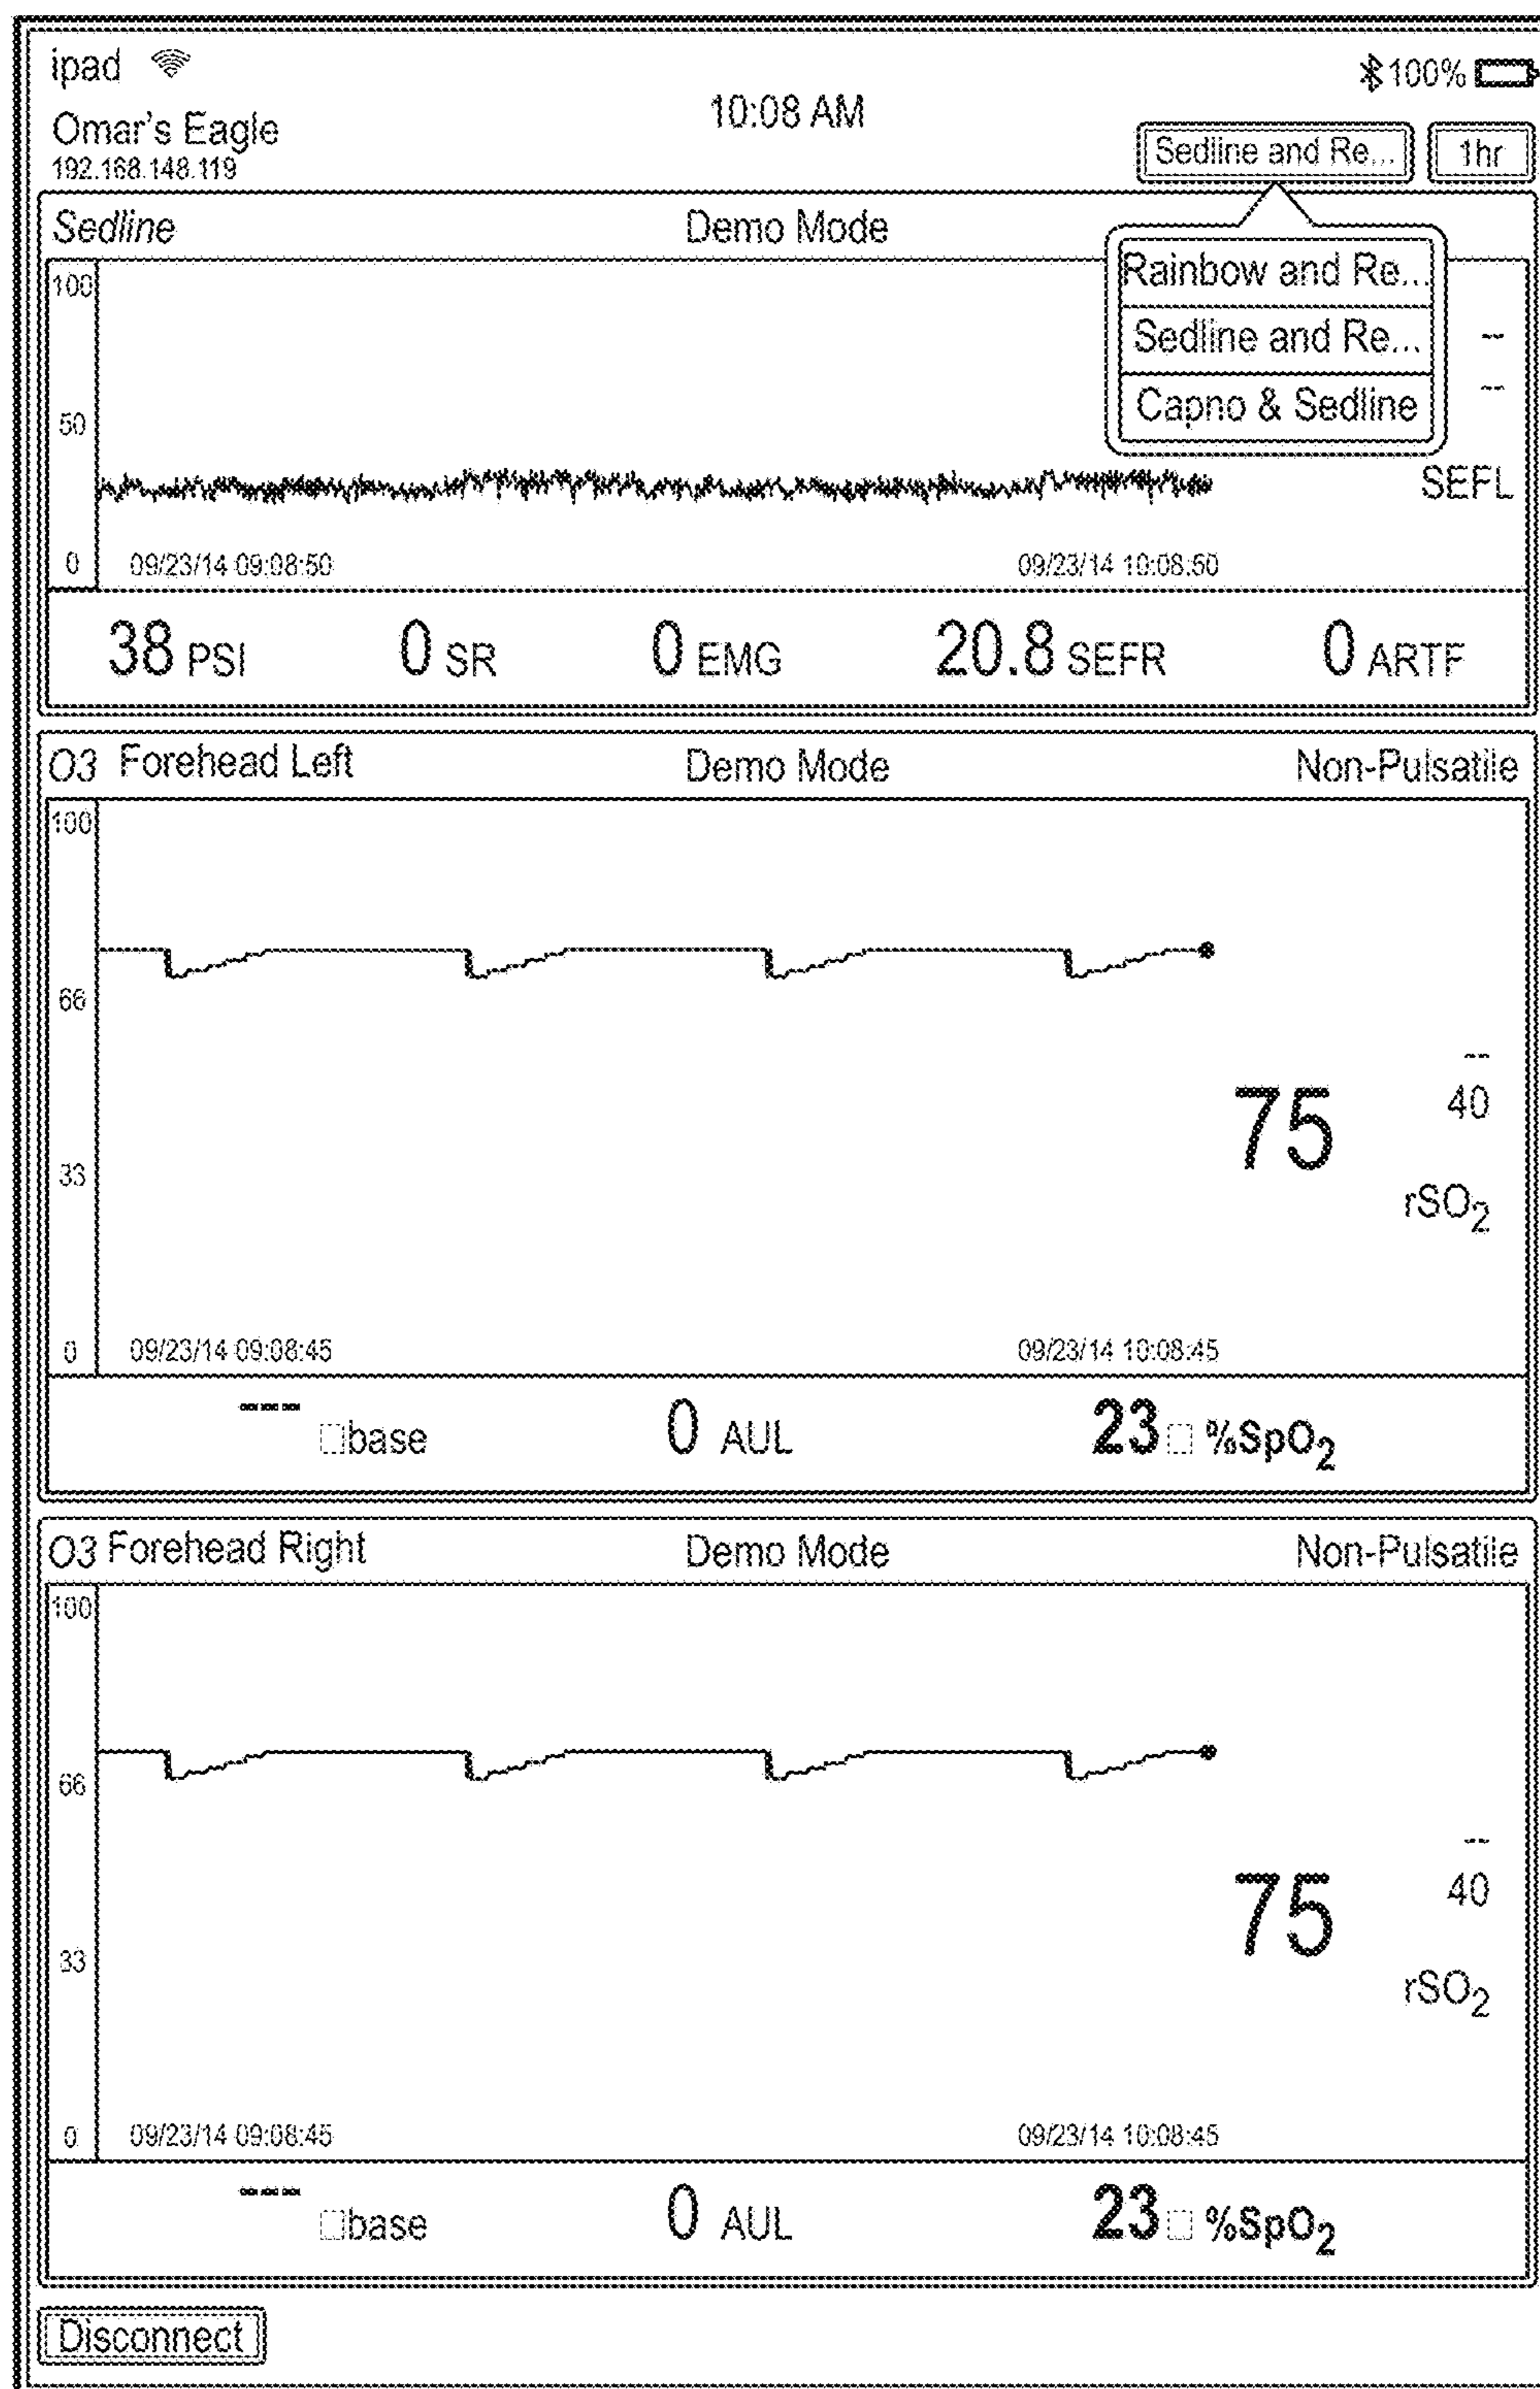 ipad
100%
10:08 AM
Omar's Eagle
192.168.148.119
Sedline and Re... 1hr
Sedline Demo Mode
Rainbow and Re...
Sedline and Re...
Capno & Sedline
--
--
100
50
0
SEFL
09/23/14 09:08:50 09/23/14 10:08:50
38 PSI 0 SR 0 EMG 20.8 SEFR 0 ARTF
O3 Forehead Left Demo Mode Non-Pulsatile
100
66
33
0
--
75 40
rSO2
09/23/14 09:08:45 09/23/14 10:08:45
--- □base 0 AUL 23□ %SpO2
O3 Forehead Right Demo Mode Non-Pulsatile
100
66
33
0
--
75 40
rSO2
09/23/14 09:08:45 09/23/14 10:08:45
--- □base 0 AUL 23□ %SpO2
Disconnect